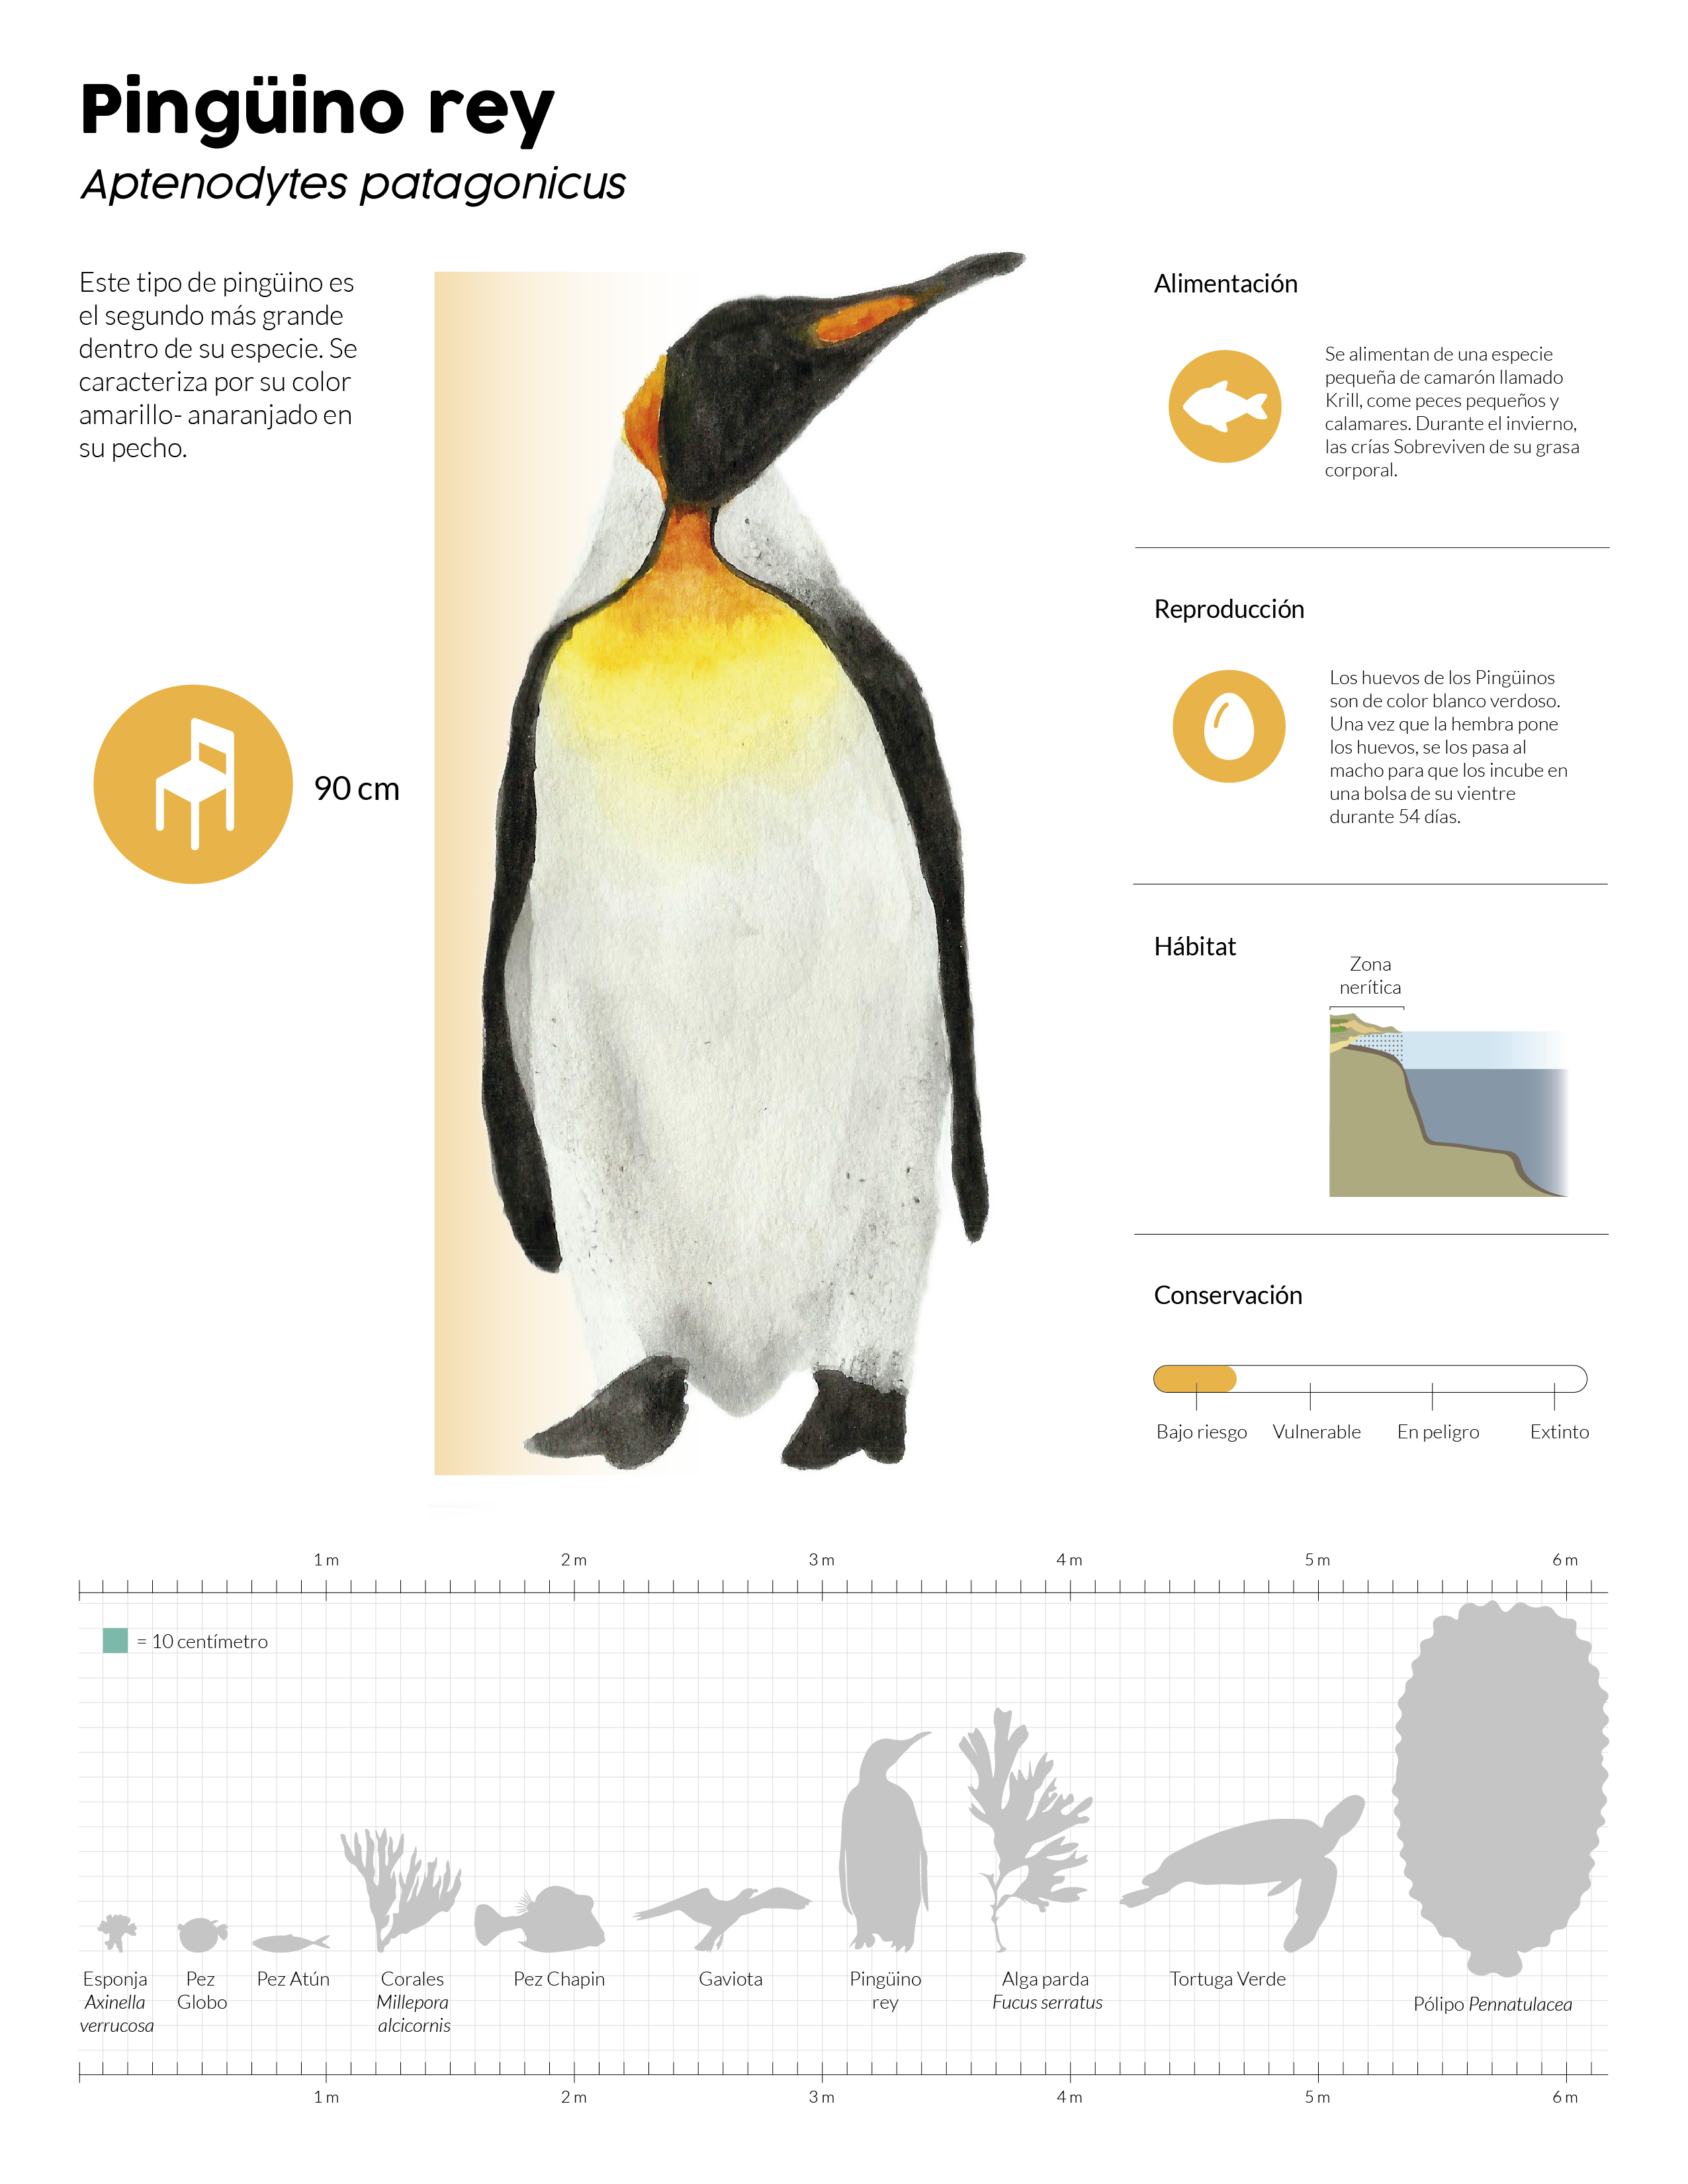 Pingüino rey
Aptenodytes patagonicus
Este tipo de pingüino es
el segundo más grande
dentro de su especie. Se
caracteriza por su color
amarillo- anaranjado en
su pecho.
90 cm
Alimentación
Se alimentan de una especie
pequeña de camarón llamado
Krill, come peces pequeños y
calamares. Durante el invierno,
las crías Sobreviven de su grasa
corporal.
Reproducción
Los huevos de los Pingüinos
son de color blanco verdoso.
Una vez que la hembra pone
los huevos, se los pasa al
macho para que los incube en
una bolsa de su vientre
durante 54 días.
Hábitat
Zona
nerítica
Conservación
Bajo riesgo Vulnerable En peligro Extinto
1 m 2 m 3 m 4 m 5 m 6 m
= 10 centímetro
Esponja
Axinella
verrucosa
Pez
Globo
Pez Atún
Corales
Millepora
alcicornis
Pez Chapin
Gaviota
Pingüino
rey
Alga parda
Fucus serratus
Tortuga Verde
Pólipo Pennatulacea
1 m 2 m 3 m 4 m 5 m 6 m